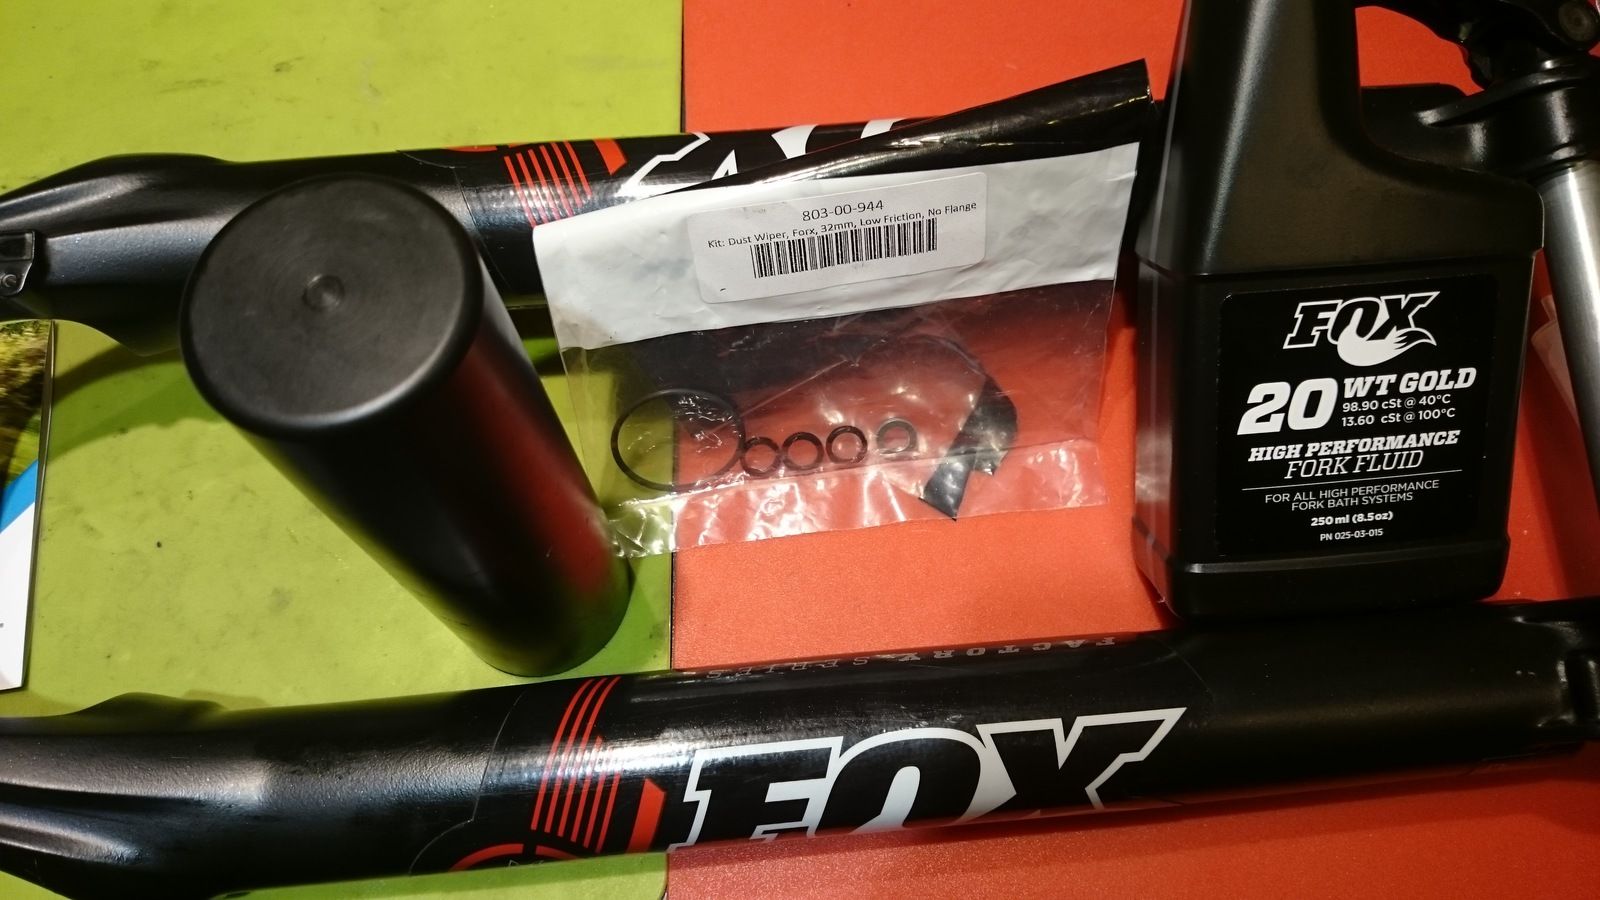 803-00-944
Kit: Dust Wiper, Forx, 32mm, Low Friction, No Flange
FOX
20 WT GOLD
98.90 cSt @ 40°C
13.60 cSt @ 100°C
HIGH PERFORMANCE
FORK FLUID
FOR ALL HIGH PERFORMANCE
FORK BATH SYSTEMS
250 ml (8.5oz)
PN 025-03-015
FACTORY SERIES
FOX